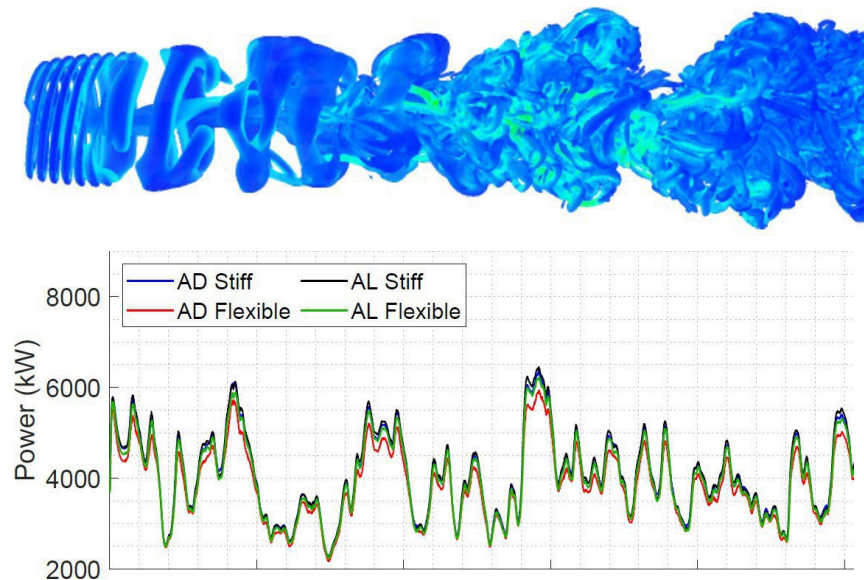 8000
6000
4000
2000
Power (kW)
AD Stiff
AL Stiff
AD Flexible
AL Flexible